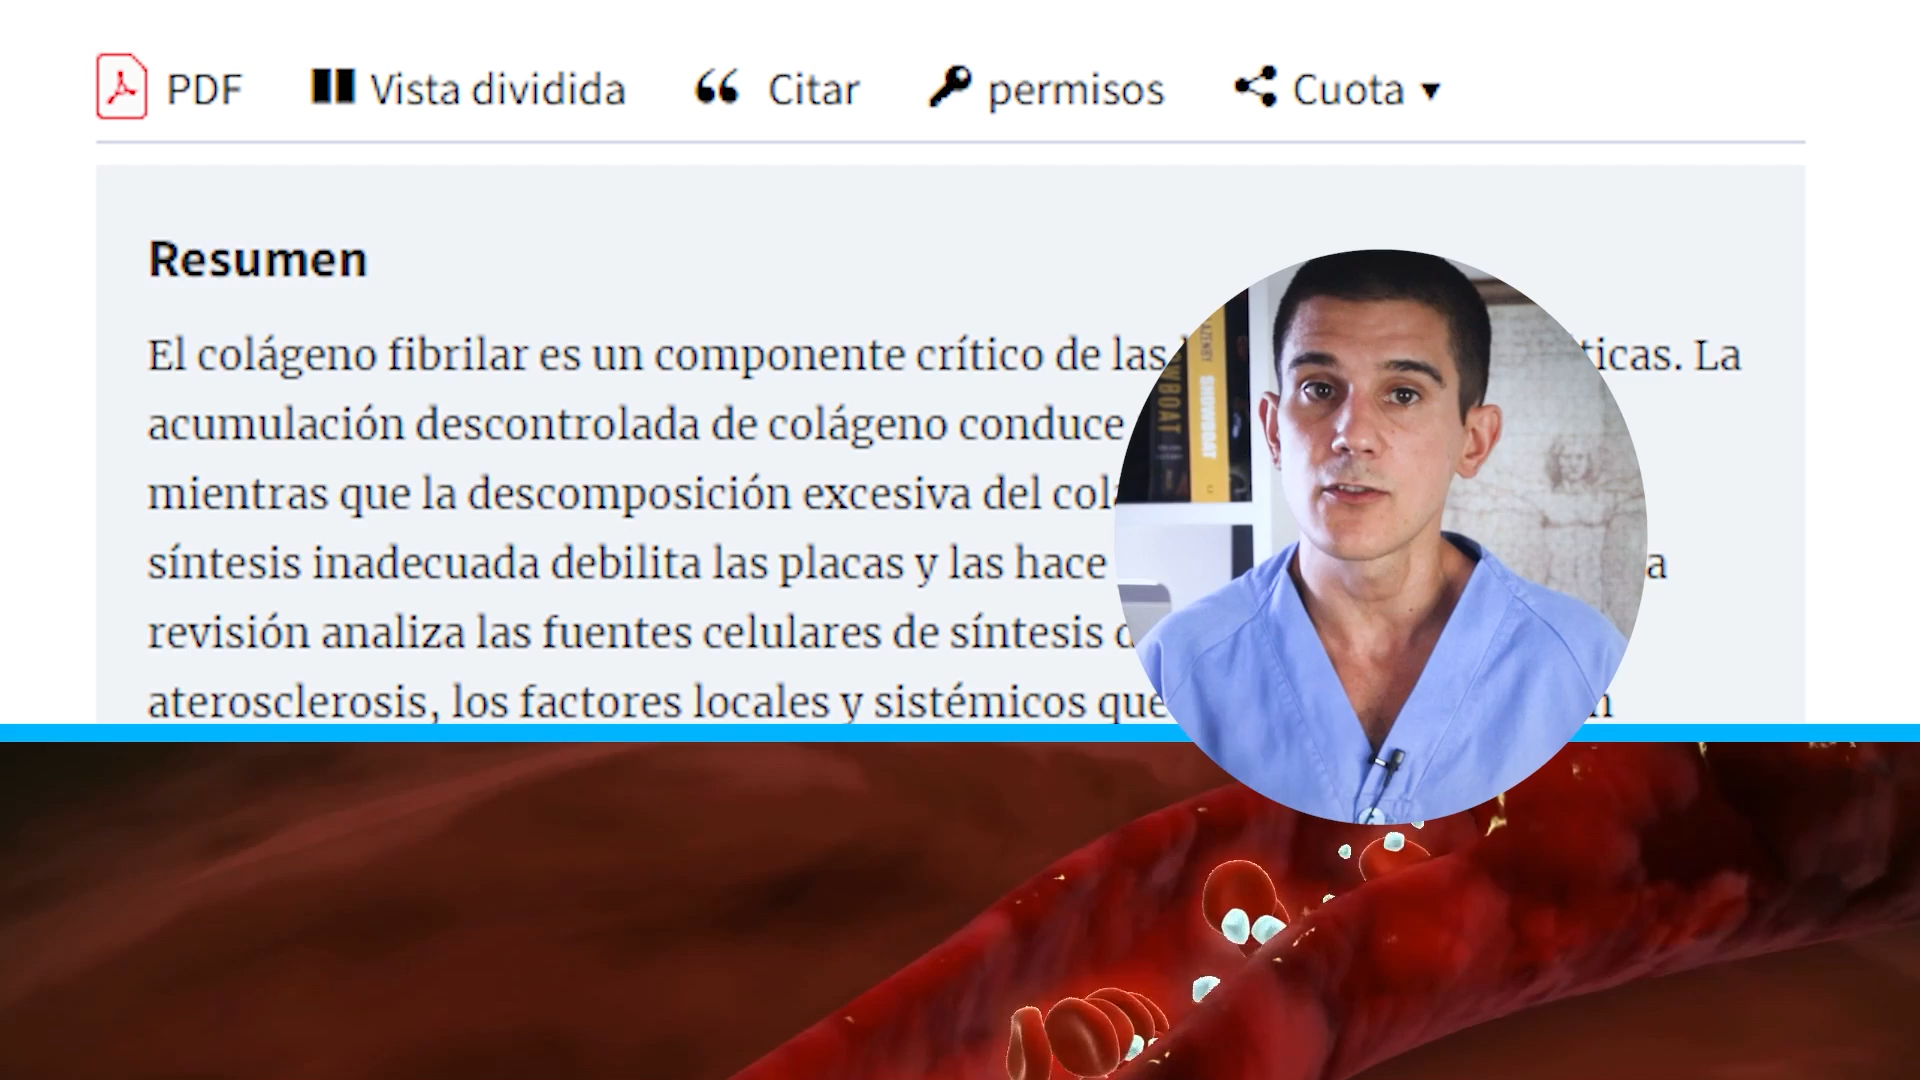 PDF Vista dividida Citar permisos Cuota ▾
Resumen
El colágeno fibrilar es un componente crítico de las ticas. La
acumulación descontrolada de colágeno conduce
mientras que la descomposición excesiva del
síntesis inadecuada debilita las placas y las hace a
revisión analiza las fuentes celulares de síntesis
aterosclerosis, los factores locales y sistémicos que
SHOWBOAT